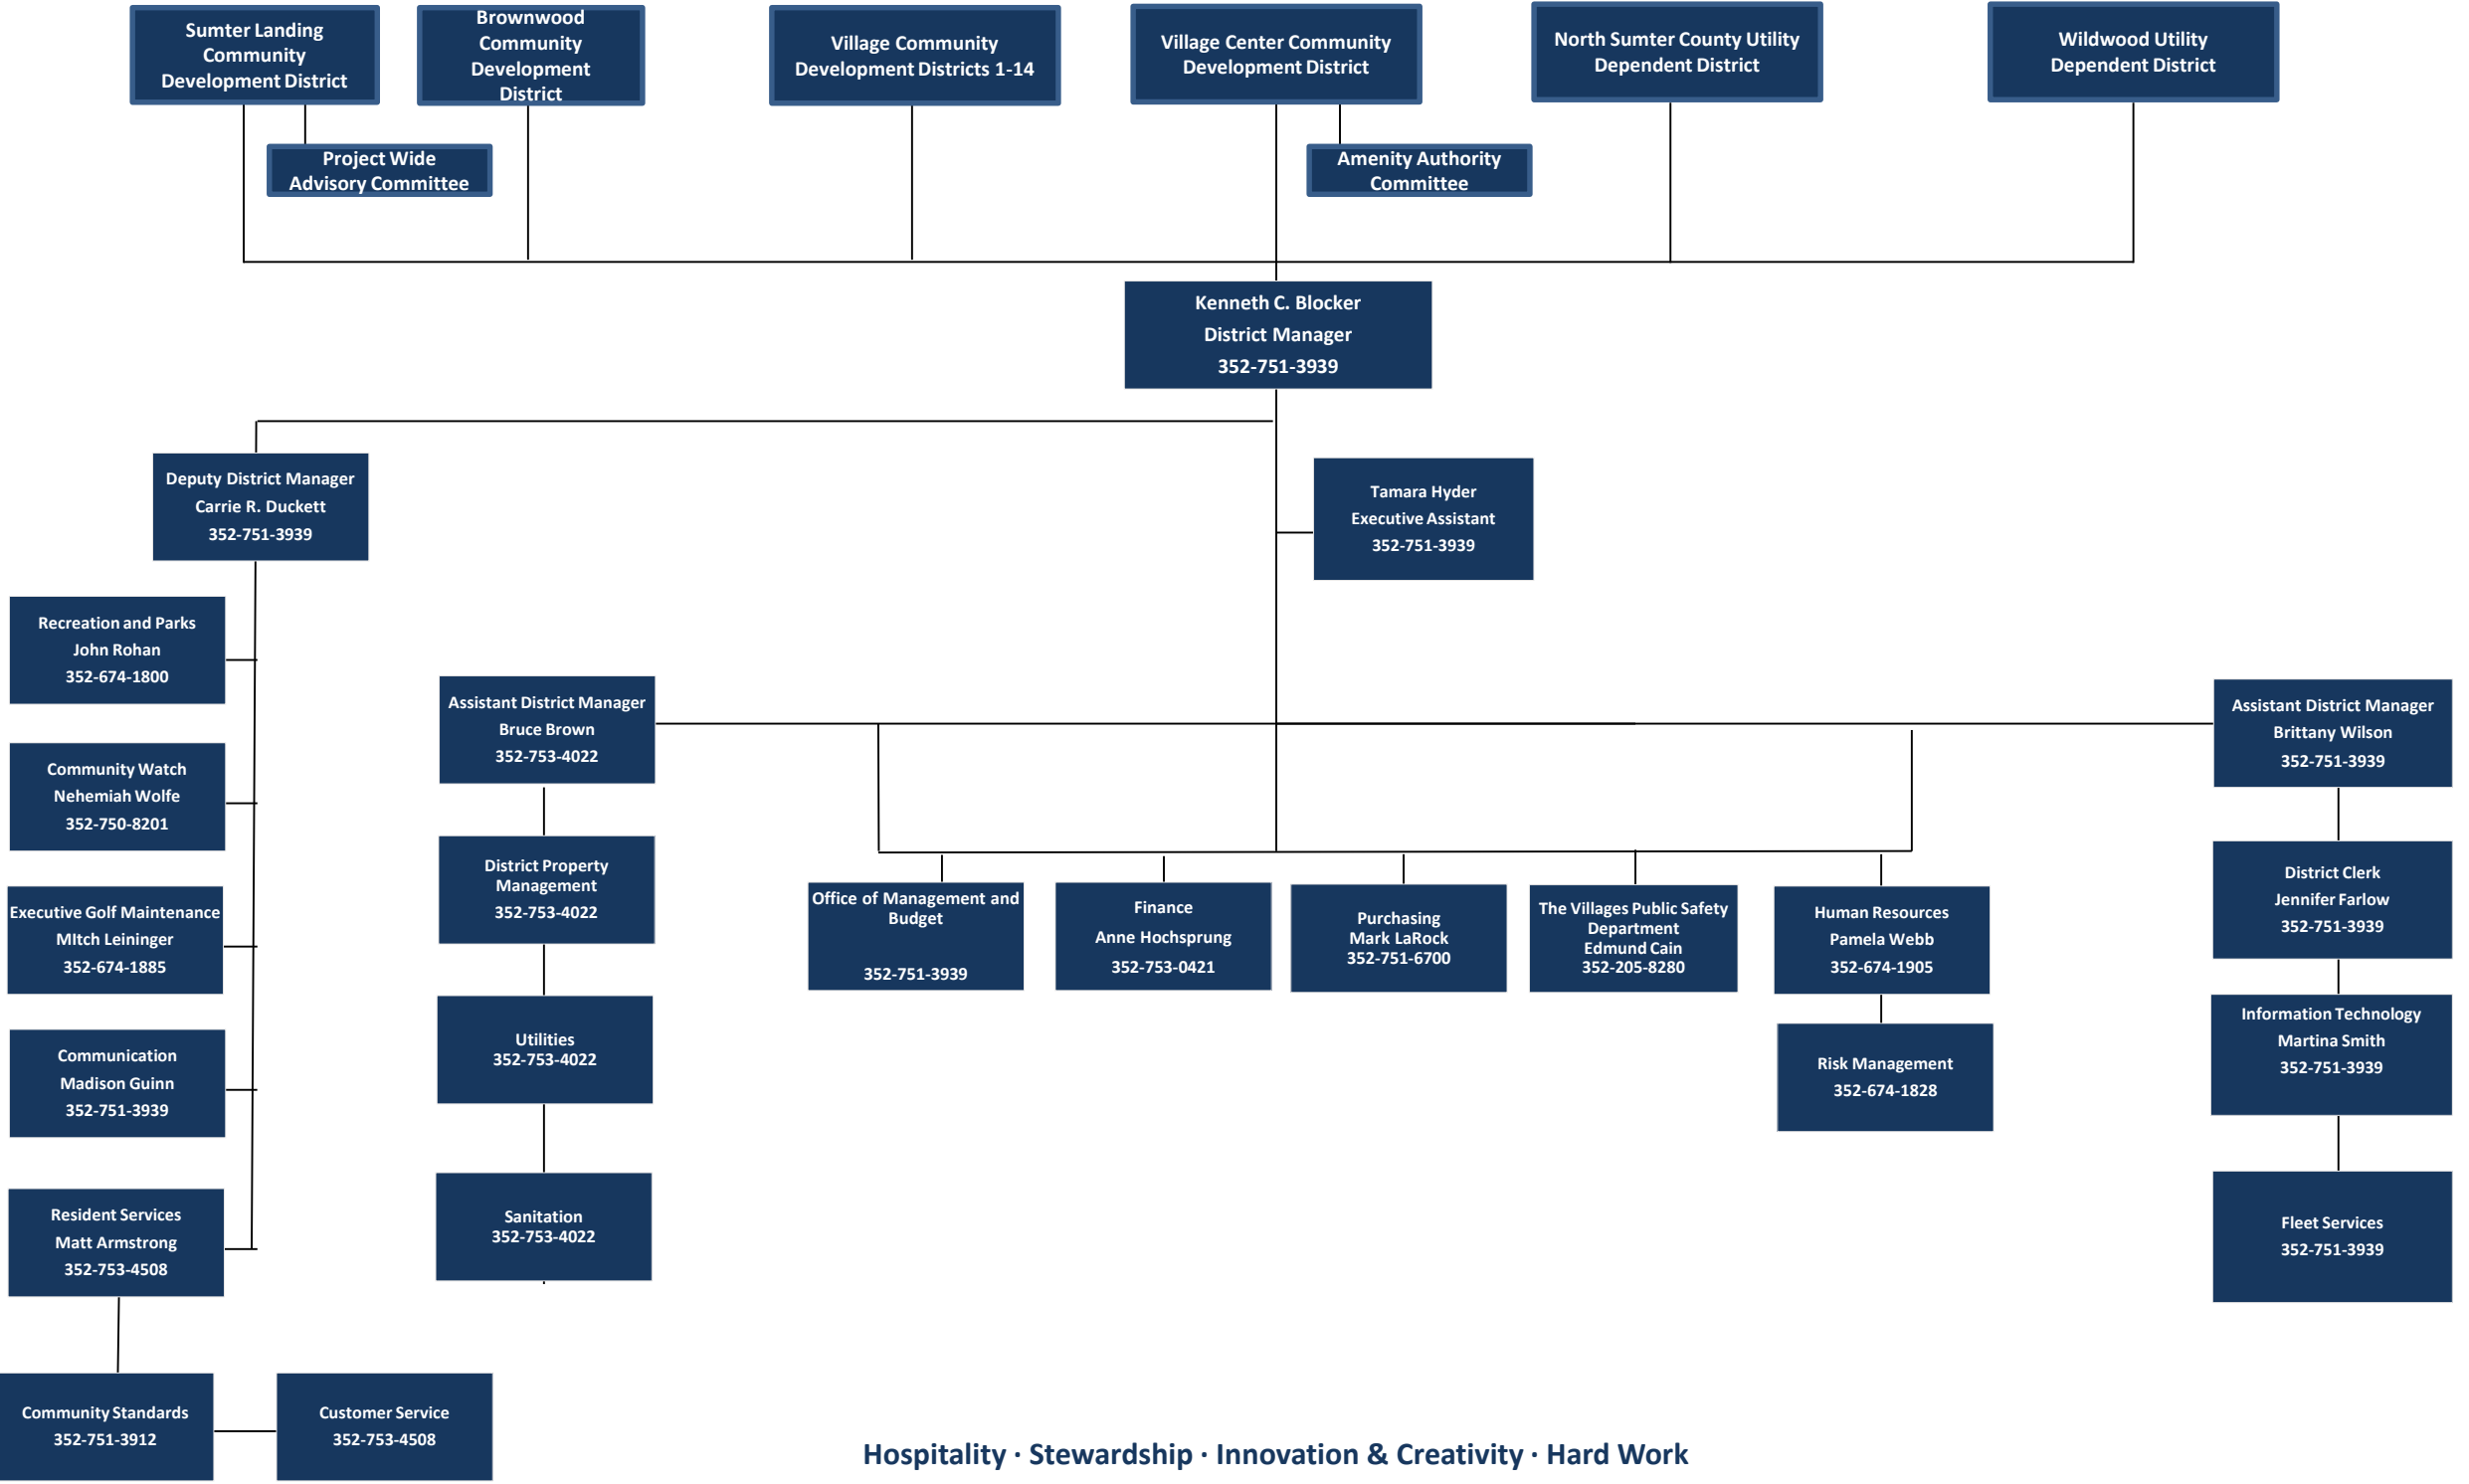 Sumter Landing
Community
Development District
Brownwood
Community
Development
District
Village Community
Development Districts 1-14
Village Center Community
Development District
North Sumter County Utility
Dependent District
Wildwood Utility
Dependent District
Project Wide
Advisory Committee
Amenity Authority
Committee
Kenneth C. Blocker
District Manager
352-751-3939
Deputy District Manager
Carrie R. Duckett
352-751-3939
Tamara Hyder
Executive Assistant
352-751-3939
Recreation and Parks
John Rohan
352-674-1800
Community Watch
Nehemiah Wolfe
352-750-8201
Executive Golf Maintenance
MItch Leininger
352-674-1885
Communication
Madison Guinn
352-751-3939
Resident Services
Matt Armstrong
352-753-4508
Community Standards
352-751-3912
Customer Service
352-753-4508
Assistant District Manager
Bruce Brown
352-753-4022
District Property
Management
352-753-4022
Utilities
352-753-4022
Sanitation
352-753-4022
Office of Management and
Budget
352-751-3939
Finance
Anne Hochsprung
352-753-0421
Purchasing
Mark LaRock
352-751-6700
The Villages Public Safety
Department
Edmund Cain
352-205-8280
Human Resources
Pamela Webb
352-674-1905
Risk Management
352-674-1828
Assistant District Manager
Brittany Wilson
352-751-3939
District Clerk
Jennifer Farlow
352-751-3939
Information Technology
Martina Smith
352-751-3939
Fleet Services
352-751-3939
Hospitality · Stewardship · Innovation & Creativity · Hard Work